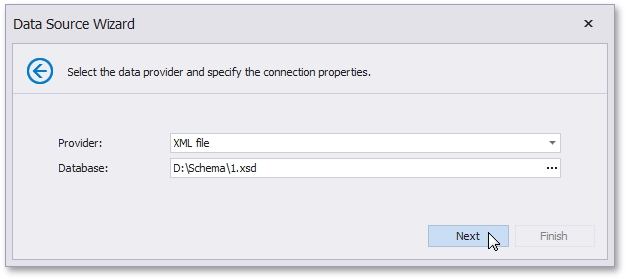 Data Source Wizard
Select the data provider and specify the connection properties.
Provider: XML file
Database: D:\Schema\1.xsd ...
Next Finish